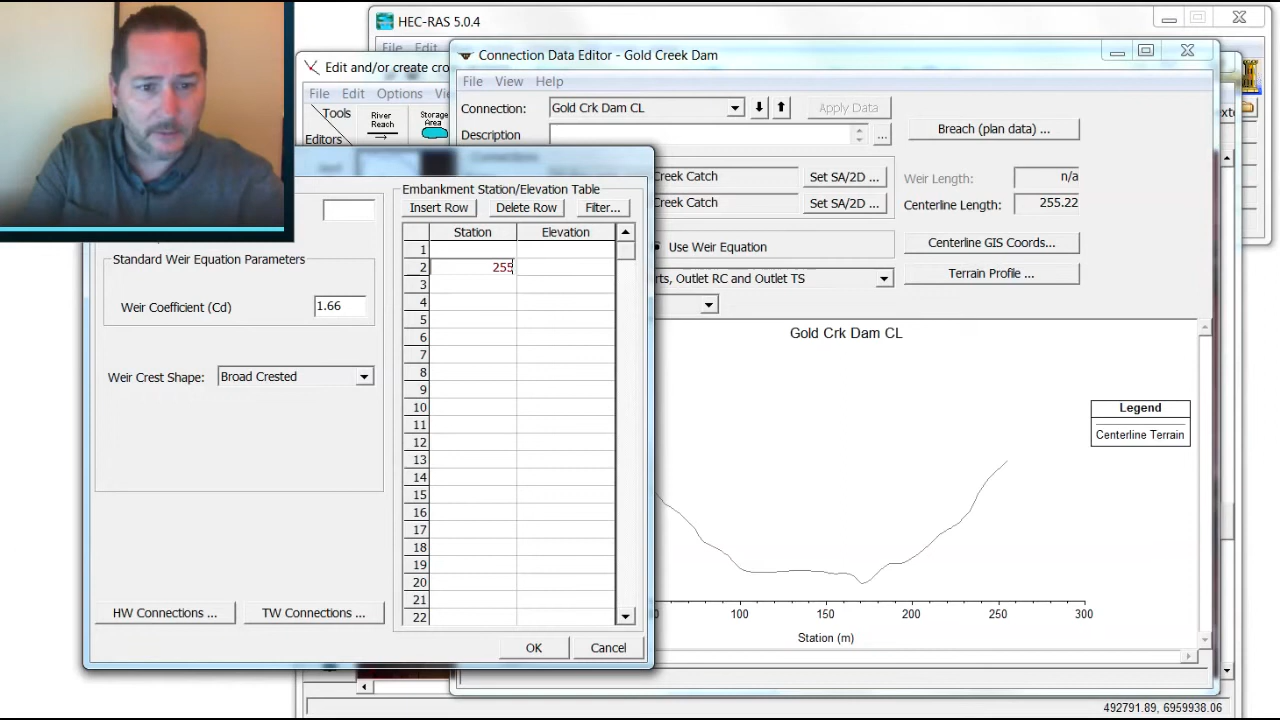 HEC-RAS 5.0.4
File Edit
Edit and/or create cro
File Edit Options
Tools
Editors
River
Reach
Storage
Area
Connection Data Editor - Gold Creek Dam
File View Help
Connection: Gold Crk Dam CL Apply Data
Description ... Breach (plan data) ...
Creek Catch Set SA/2D ... Weir Length: n/a
Creek Catch Set SA/2D ... Centerline Length: 255.22
Use Weir Equation Centerline GIS Coords...
rts, Outlet RC and Outlet TS Terrain Profile ...
Gold Crk Dam CL
Legend
Centerline Terrain
100 150 200 250 300
Station (m)
Standard Weir Equation Parameters
Weir Coefficient (Cd) 1.66
Weir Crest Shape: Broad Crested
HW Connections ... TW Connections ...
Embankment Station/Elevation Table
Insert Row Delete Row Filter...
Station Elevation
1
2 255
3
4
5
6
7
8
9
10
11
12
13
14
15
16
17
18
19
20
21
22
OK Cancel
492791.89, 6959938.06